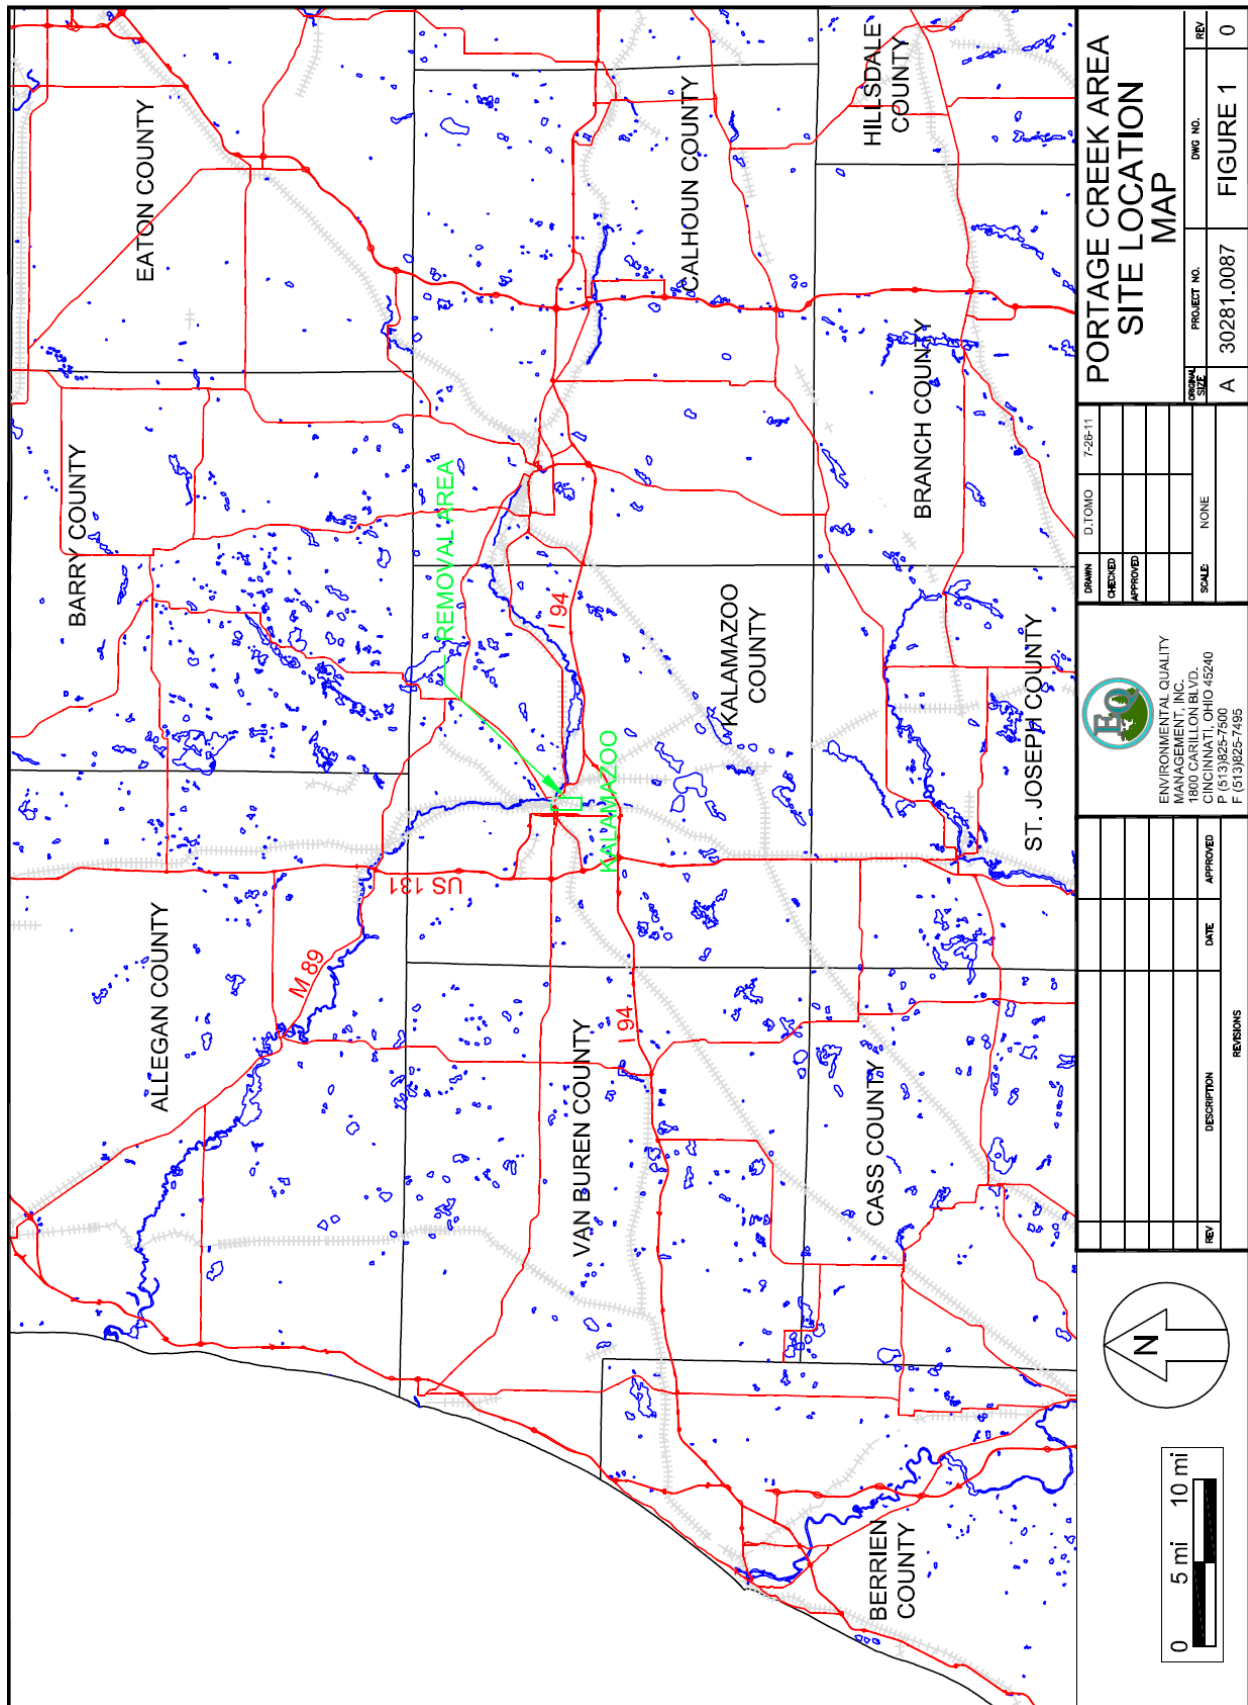 EATON COUNTY
BARRY COUNTY
ALLEGAN COUNTY
HILLSDALE
COUNTY
CALHOUN COUNTY
BRANCH COUNTY
REMOVAL AREA
I 94
KALAMAZOO
COUNTY
KALAMAZOO
ST. JOSEPH COUNTY
US 131
M 89
I 94
VAN BUREN COUNTY
CASS COUNTY
BERRIEN
COUNTY
0 5 mi 10 mi
N
REV DESCRIPTION DATE APPROVED
REVISIONS
EQ
ENVIRONMENTAL QUALITY
MANAGEMENT, INC.
1800 CARILLON BLVD.
CINCINNATI, OHIO 45240
P (513)825-7500
F (513)825-7495
DRAWN D.TOMO 7-26-11
CHECKED
APPROVED
SCALE: NONE
PORTAGE CREEK AREA
SITE LOCATION
MAP
ORIGINAL SIZE PROJECT NO. DWG NO. REV
A 30281.0087 FIGURE 1 0